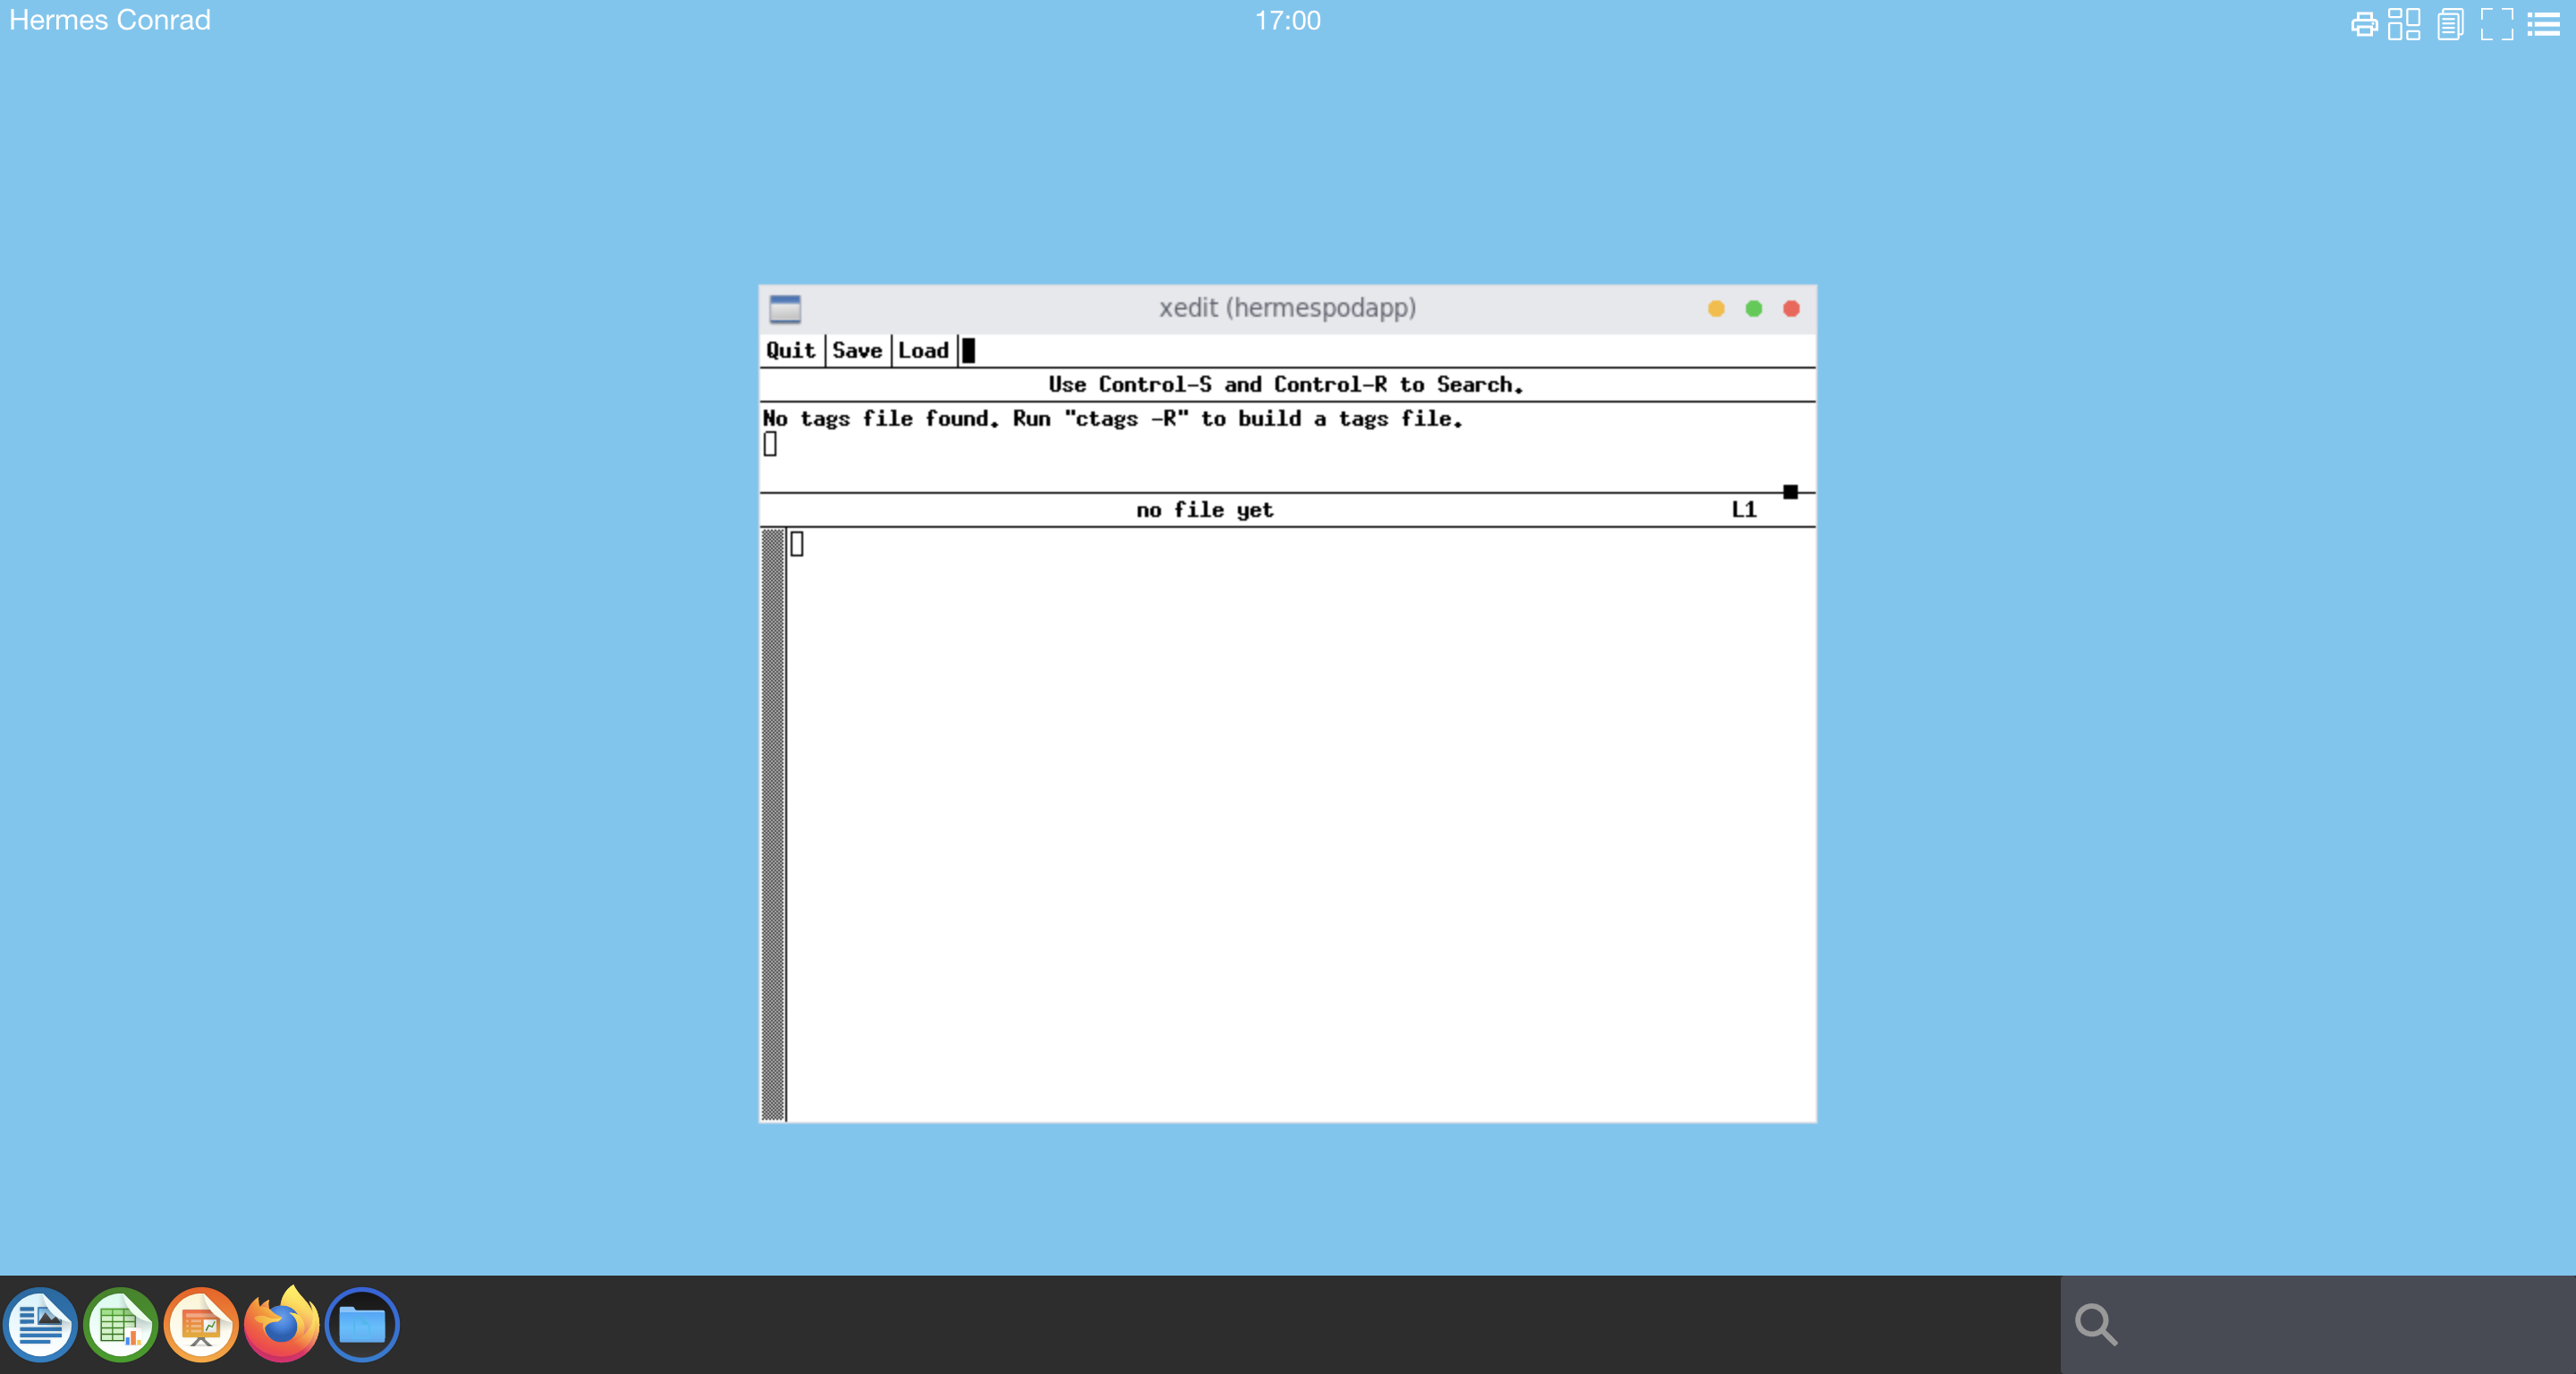 Hermes Conrad
17:00
xedit (hermespodapp)
Quit Save Load
Use Control-S and Control-R to Search.
No tags file found. Run "ctags -R" to build a tags file.
no file yet L1